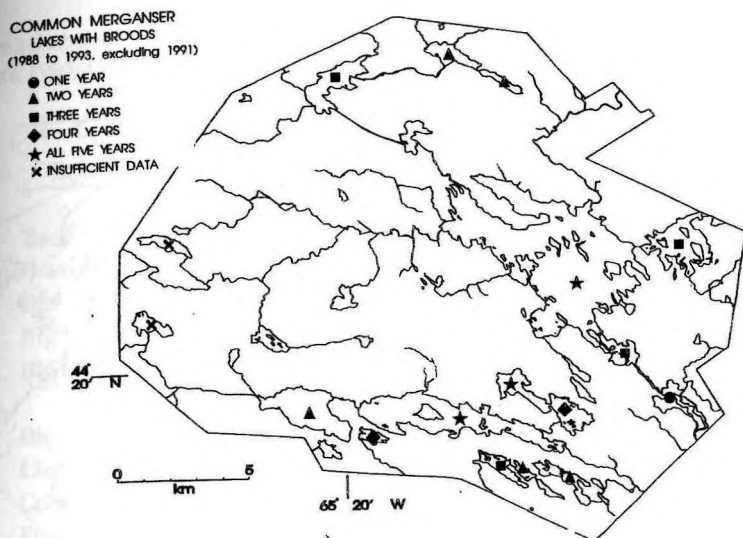 COMMON MERGANSER
LAKES WITH BROODS
(1988 to 1993, excluding 1991)
ONE YEAR
TWO YEARS
THREE YEARS
FOUR YEARS
ALL FIVE YEARS
INSUFFICIENT DATA
44°
20' N
0 5
km
65° 20' W